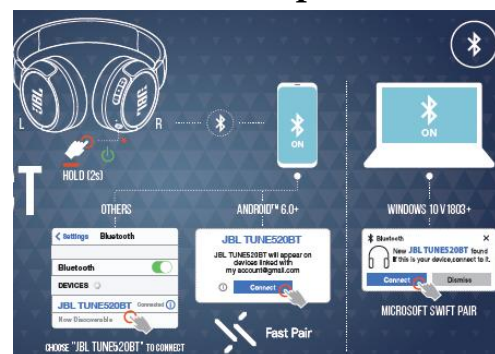 JBL
JBL
L
R
ON
ON
HOLD (2s)
T
OTHERS
ANDROID™ 6.0+
WINDOWS 10 V 1803+
Settings Bluetooth
Bluetooth
DEVICES
JBL TUNE520BT Connected
Now Discoverable
CHOOSE "JBL TUNE520BT" TO CONNECT
JBL TUNE520BT
JBL TUNE520BT will appear on
devices linked with
my account@gmail.com
Connect
Fast Pair
Bluetooth
New JBL TUNE520BT found
If this is your device,connect to it.
Connect Dismiss
MICROSOFT SWIFT PAIR